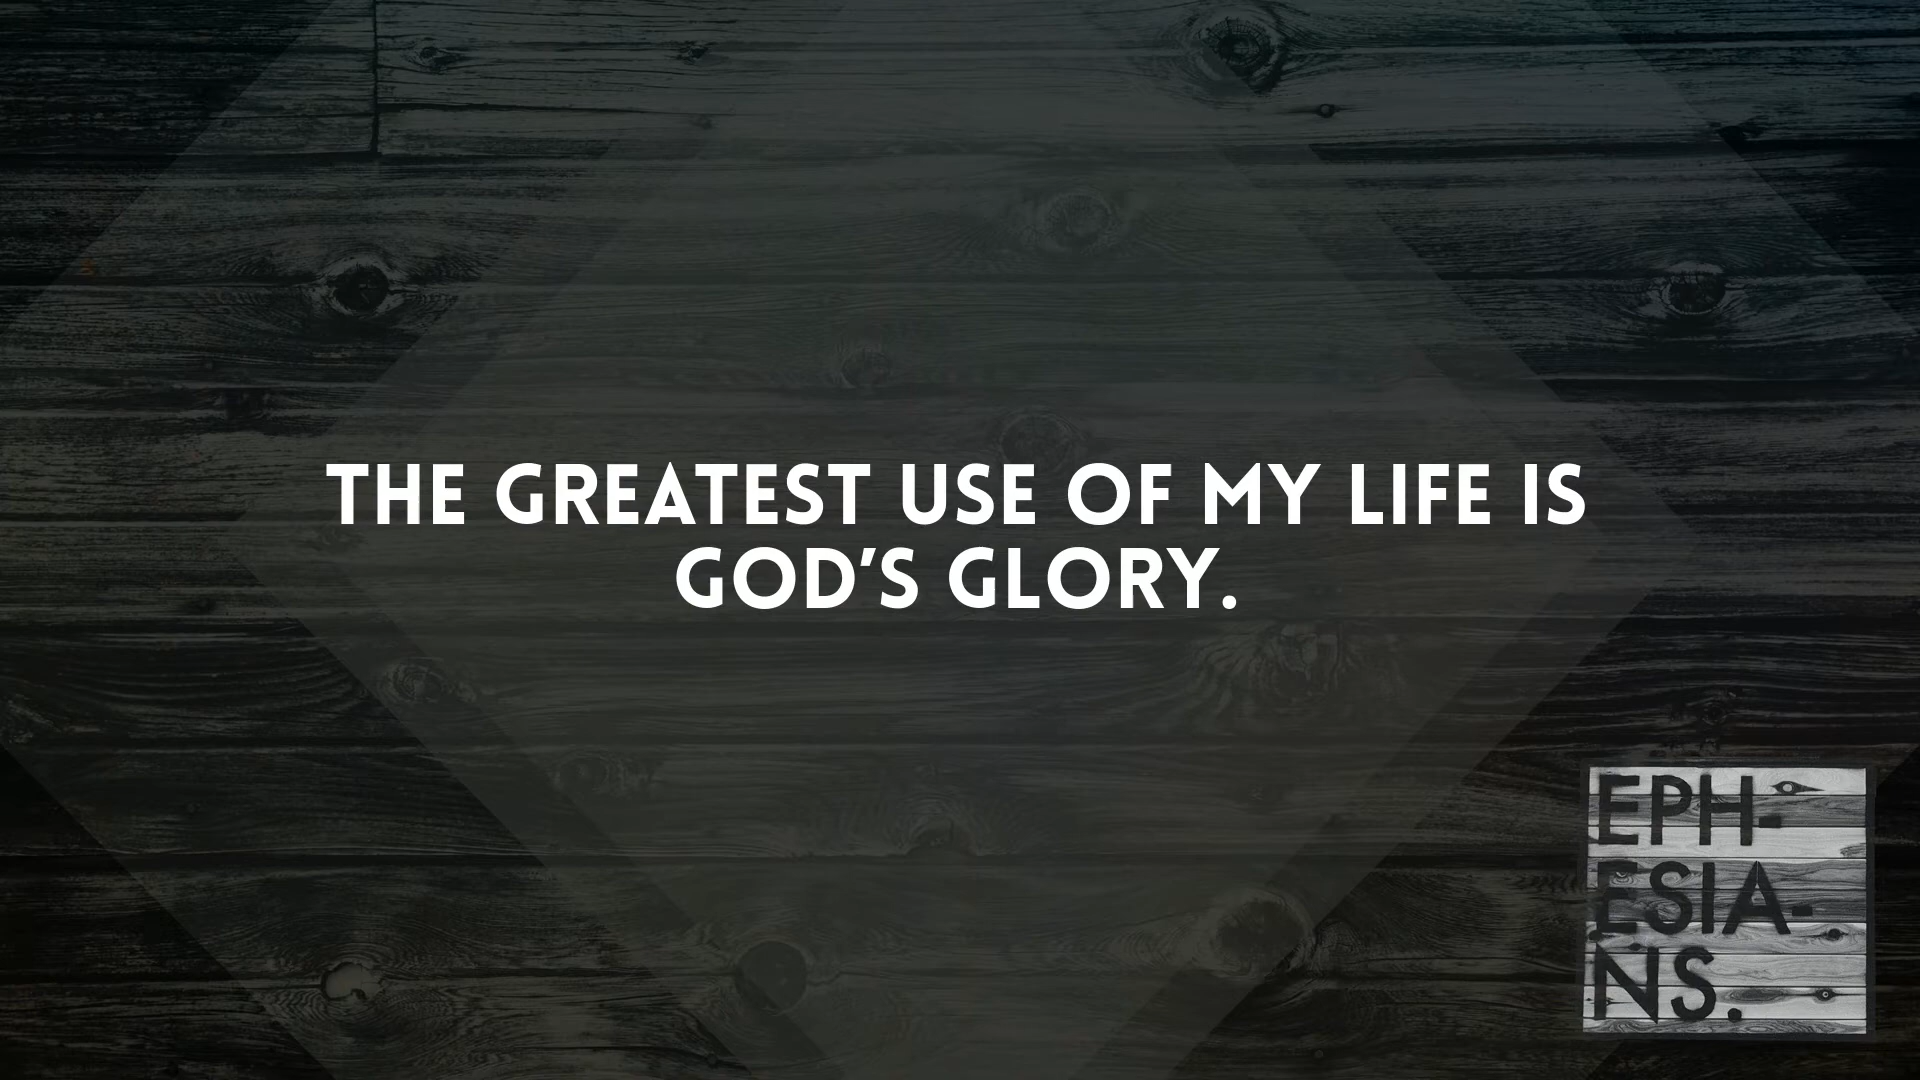 THE GREATEST USE OF MY LIFE IS
GOD’S GLORY.
EPH-
ESIA-
NS.